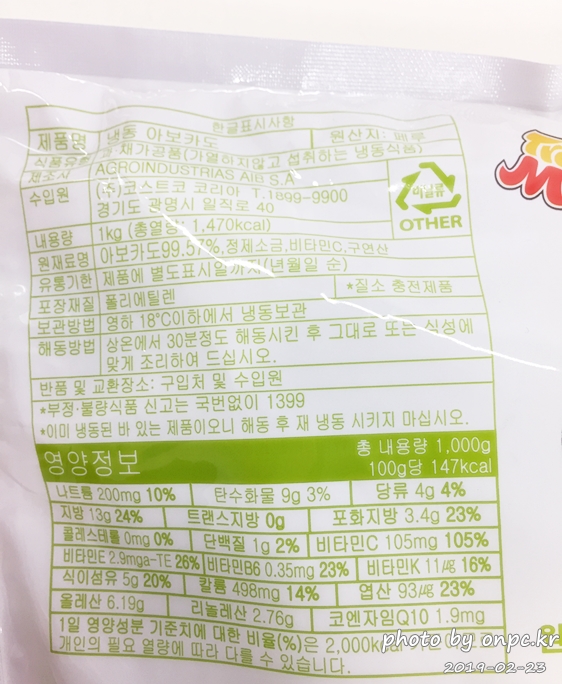 한글표시사항
제품명 냉동 아보카도 원산지: 페루
식품유형 과.채가공품(가열하지않고 섭취하는 냉동식품)
제조사 AGROINDUSTRIAS AIB S.A
수입원 (주)코스트코 코리아 T.1899-9900
경기도 광명시 일직로 40
내용량 1kg (총열량: 1,470kcal)
원재료명 아보카도99.57%,정제소금,비타민C,구연산
유통기한 제품에 별도표시일까지(년월일 순)
포장재질 폴리에틸렌 *질소 충전제품
보관방법 영하 18℃이하에서 냉동보관
해동방법 상온에서 30분정도 해동시킨 후 그대로 또는 식성에
맞게 조리하여 드십시오.
반품 및 교환장소: 구입처 및 수입원
*부정·불량식품 신고는 국번없이 1399
*이미 냉동된 바 있는 제품이오니 해동 후 재 냉동 시키지 마십시오.
비닐류
OTHER
영양정보 총 내용량 1,000g
100g당 147kcal
나트륨 200mg 10% 탄수화물 9g 3% 당류 4g 4%
지방 13g 24% 트랜스지방 0g 포화지방 3.4g 23%
콜레스테롤 0mg 0% 단백질 1g 2% 비타민C 105mg 105%
비타민E 2.9mga-TE 26% 비타민B6 0.35mg 23% 비타민K 11㎍ 16%
식이섬유 5g 20% 칼륨 498mg 14% 엽산 93㎍ 23%
올레산 6.19g 리놀레산 2.76g 코엔자임Q10 1.9mg
1일 영양성분 기준치에 대한 비율(%)은 2,000kcal
개인의 필요 열량에 따라 다를 수 있습니다.
photo by onpc.kr
2019-02-23